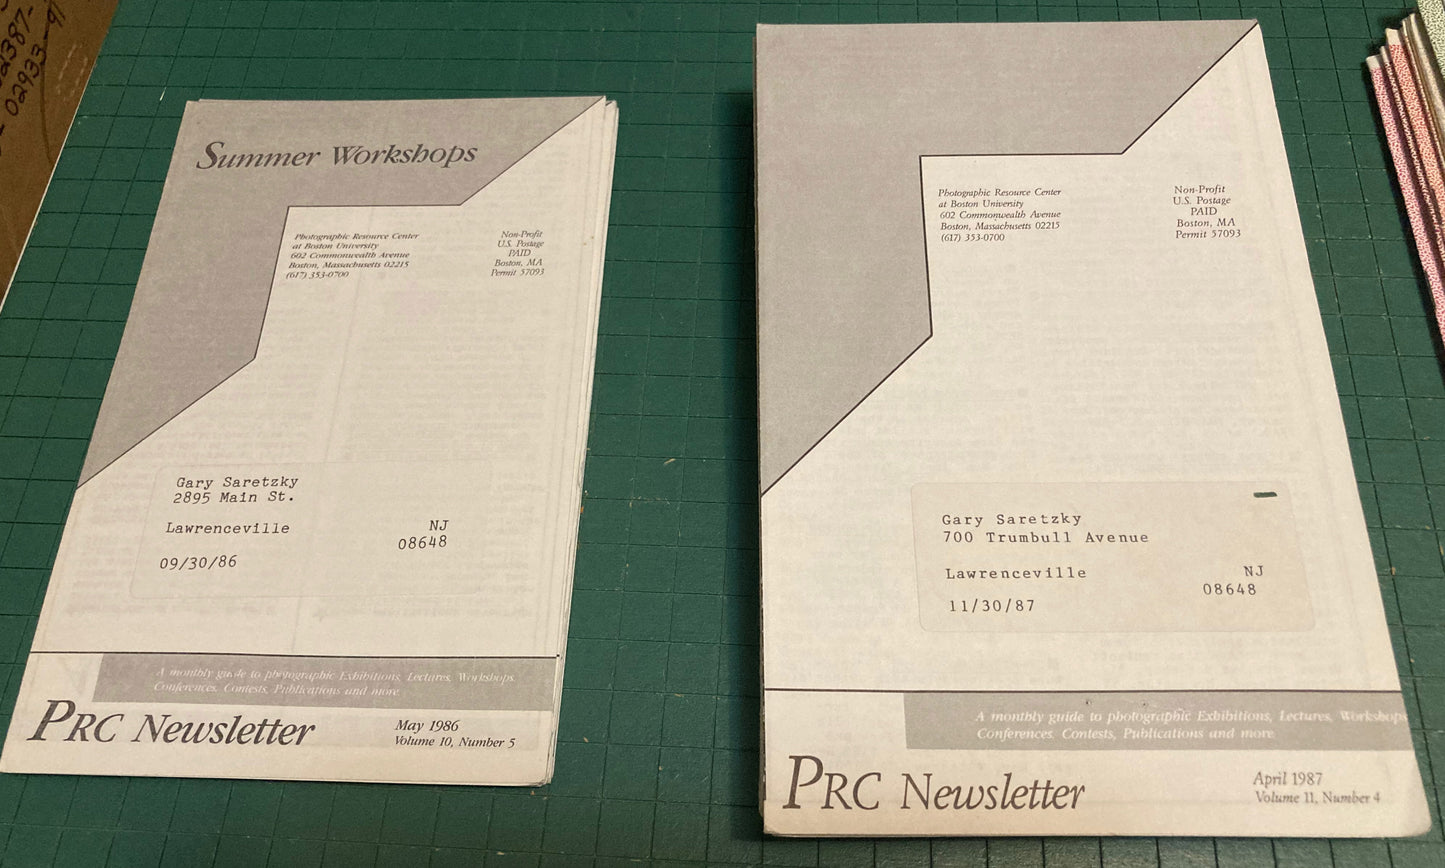 02387-
02933-91
Summer Workshops
Photographic Resource Center
at Boston University
602 Commonwealth Avenue
Boston, Massachusetts 02215
(617) 353-0700
Non-Profit
U.S. Postage
PAID
Boston, MA
Permit 57093
Gary Saretzky
2895 Main St.
Lawrenceville NJ
08648
09/30/86
A monthly guide to photographic Exhibitions, Lectures, Workshops,
Conferences, Contests, Publications and more
PRC Newsletter
May 1986
Volume 10, Number 5
Photographic Resource Center
at Boston University
602 Commonwealth Avenue
Boston, Massachusetts 02215
(617) 353-0700
Non-Profit
U.S. Postage
PAID
Boston, MA
Permit 57093
Gary Saretzky
700 Trumbull Avenue
Lawrenceville NJ
08648
11/30/87
A monthly guide to photographic Exhibitions, Lectures, Workshops
Conferences, Contests, Publications and more
PRC Newsletter
April 1987
Volume 11, Number 4